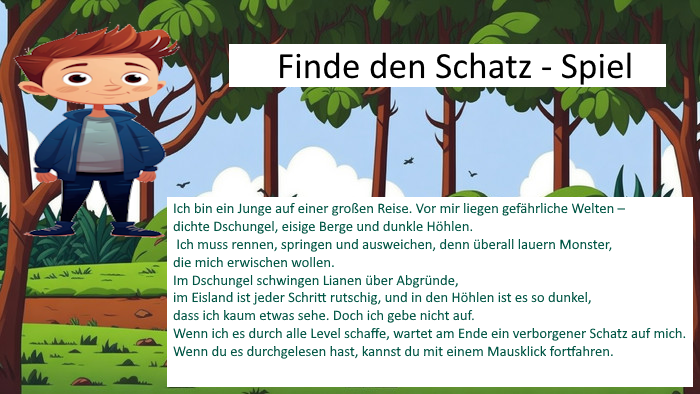 Finde den Schatz - Spiel
Ich bin ein Junge auf einer großen Reise. Vor mir liegen gefährliche Welten –
dichte Dschungel, eisige Berge und dunkle Höhlen.
Ich muss rennen, springen und ausweichen, denn überall lauern Monster,
die mich erwischen wollen.
Im Dschungel schwingen Lianen über Abgründe,
im Eisland ist jeder Schritt rutschig, und in den Höhlen ist es so dunkel,
dass ich kaum etwas sehe. Doch ich gebe nicht auf.
Wenn ich es durch alle Level schaffe, wartet am Ende ein verborgener Schatz auf mich.
Wenn du es durchgelesen hast, kannst du mit einem Mausklick fortfahren.